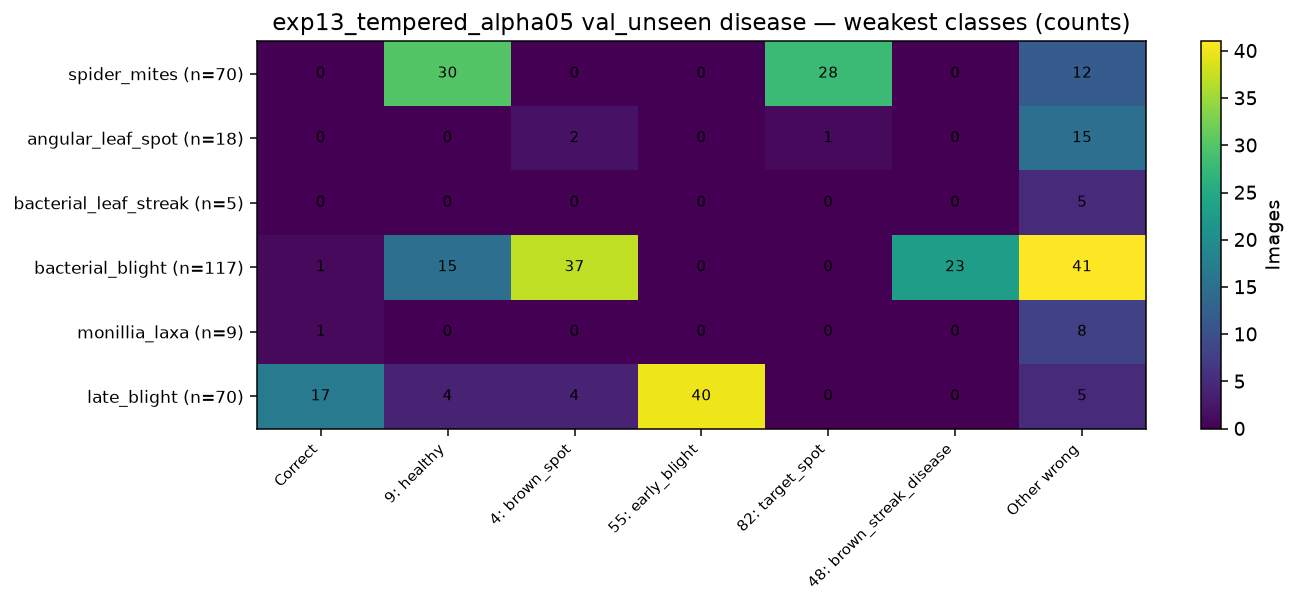 exp13_tempered_alpha05 val_unseen disease — weakest classes (counts)
spider_mites (n=70) 0 30 0 0 28 0 12
angular_leaf_spot (n=18) 0 0 2 0 1 0 15
bacterial_leaf_streak (n=5) 0 0 0 0 0 0 5
bacterial_blight (n=117) 1 15 37 0 0 23 41
monillia_laxa (n=9) 1 0 0 0 0 0 8
late_blight (n=70) 17 4 4 40 0 0 5
Correct
9: healthy
4: brown_spot
55: early_blight
82: target_spot
48: brown_streak_disease
Other wrong
40
35
30
25
20
15
10
5
0
Images